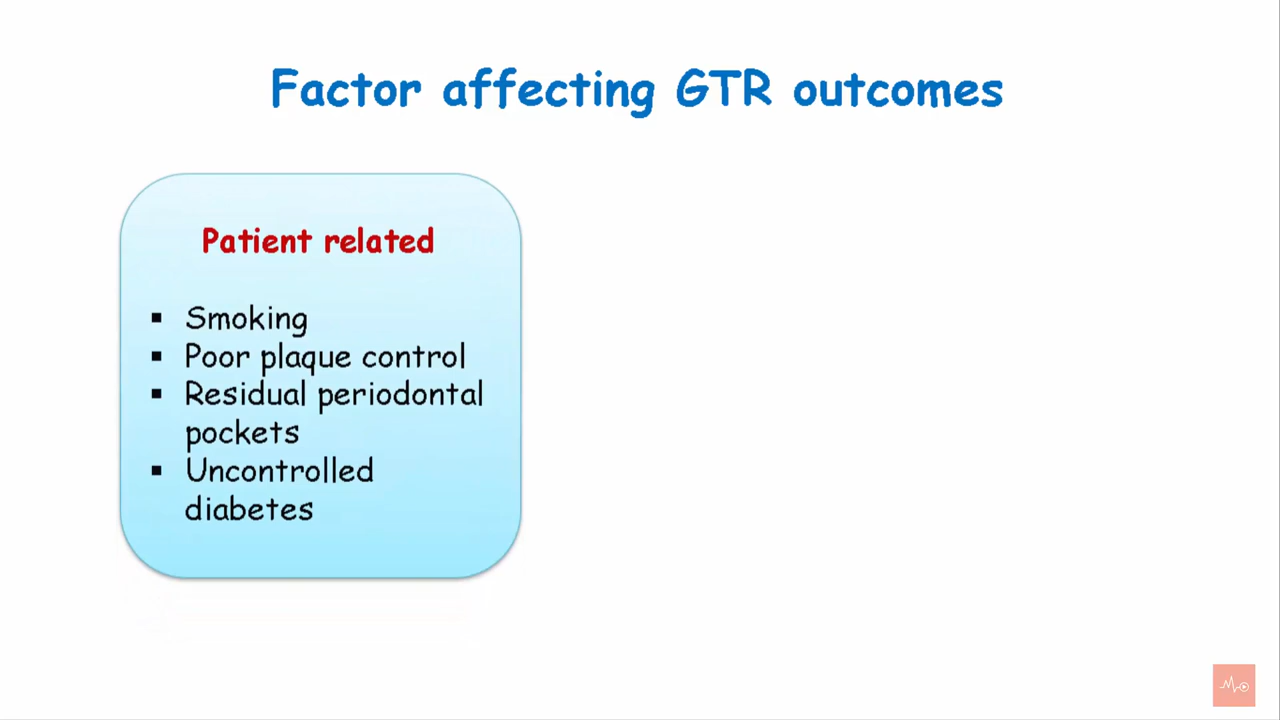 Factor affecting GTR outcomes
Patient related
▪ Smoking
▪ Poor plaque control
▪ Residual periodontal
pockets
▪ Uncontrolled
diabetes